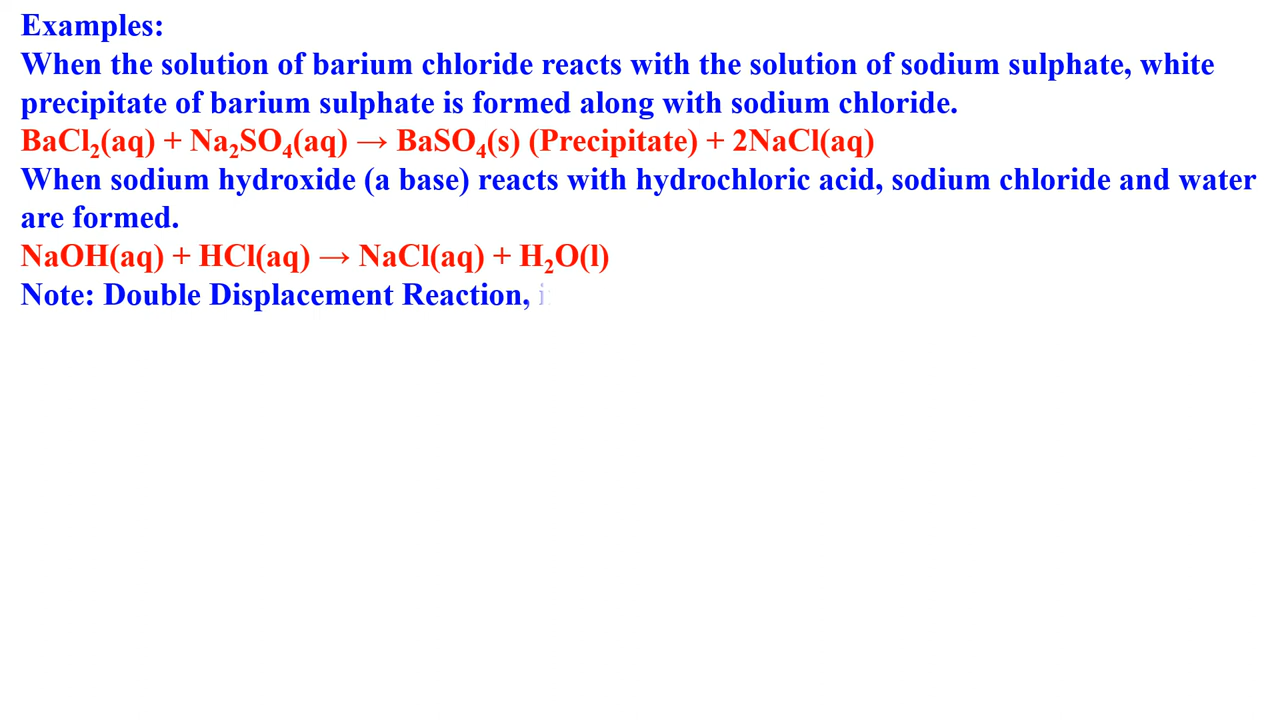 Examples:
When the solution of barium chloride reacts with the solution of sodium sulphate, white
precipitate of barium sulphate is formed along with sodium chloride.
BaCl₂(aq) + Na₂SO₄(aq) → BaSO₄(s) (Precipitate) + 2NaCl(aq)
When sodium hydroxide (a base) reacts with hydrochloric acid, sodium chloride and water
are formed.
NaOH(aq) + HCl(aq) → NaCl(aq) + H₂O(l)
Note: Double Displacement Reaction,